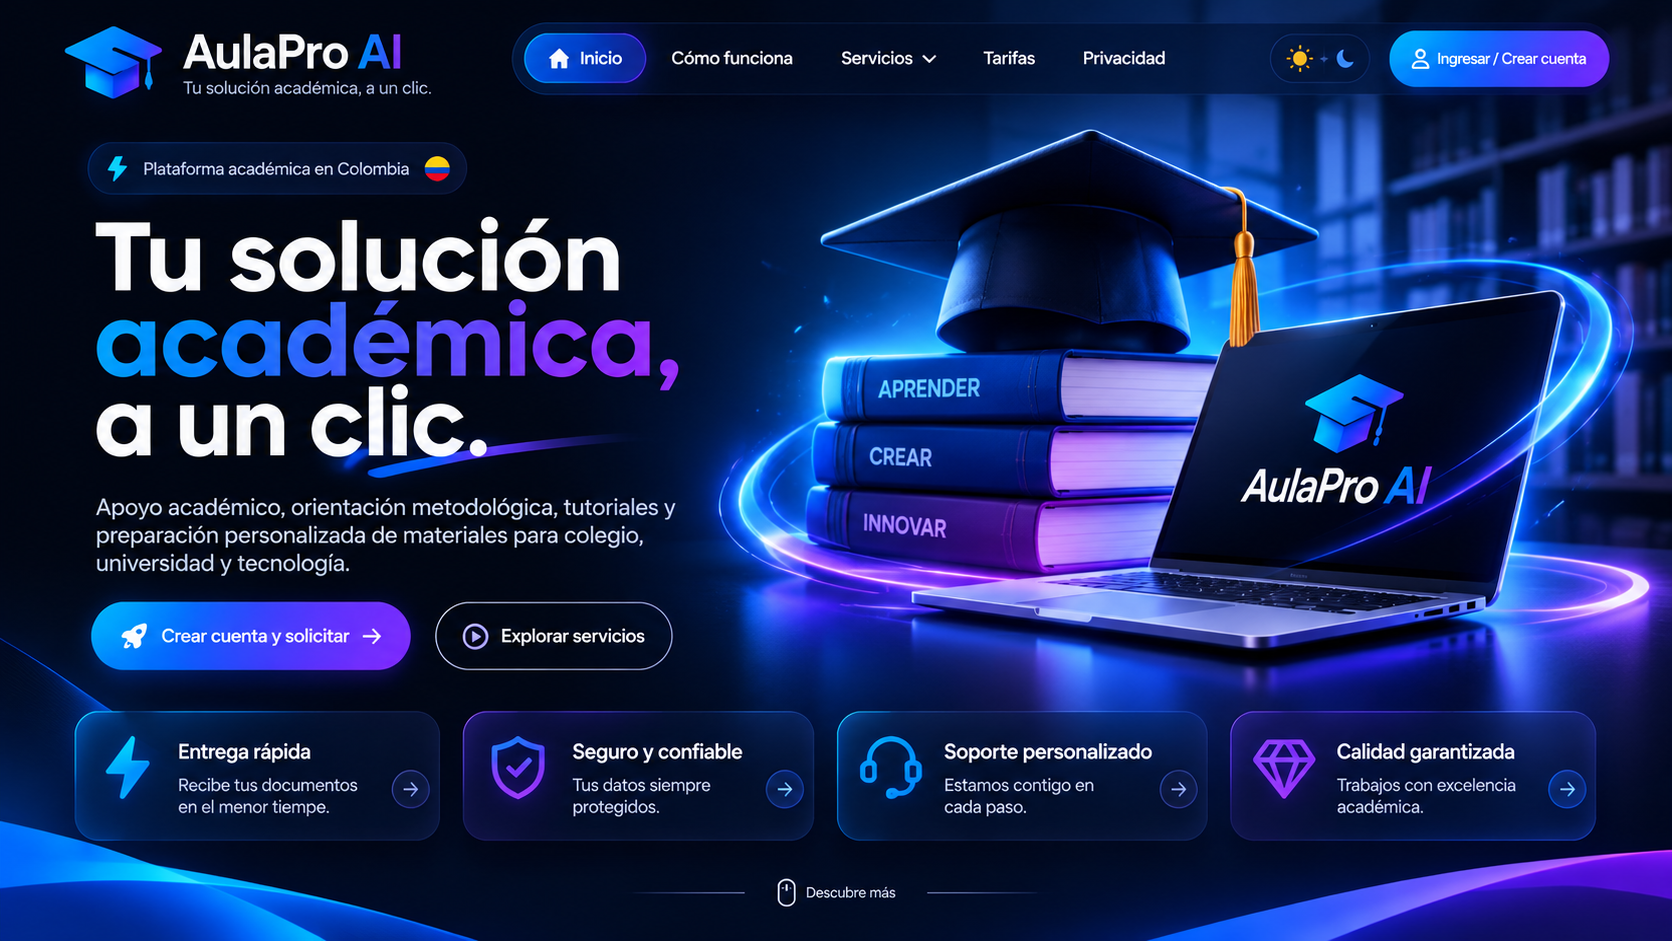 AulaPro AI
Tu solución académica, a un clic.
Inicio
Cómo funciona
Servicios
Tarifas
Privacidad
Ingresar / Crear cuenta
Plataforma académica en Colombia
Tu solución
académica,
a un clic.
Apoyo académico, orientación metodológica, tutoriales y
preparación personalizada de materiales para colegio,
universidad y tecnología.
Crear cuenta y solicitar
Explorar servicios
APRENDER
CREAR
INNOVAR
AulaPro AI
Entrega rápida
Recibe tus documentos
en el menor tiempe.
Seguro y confiable
Tus datos siempre
protegidos.
Soporte personalizado
Estamos contigo en
cada paso.
Calidad garantizada
Trabajos con excelencia
académica.
Descubre más